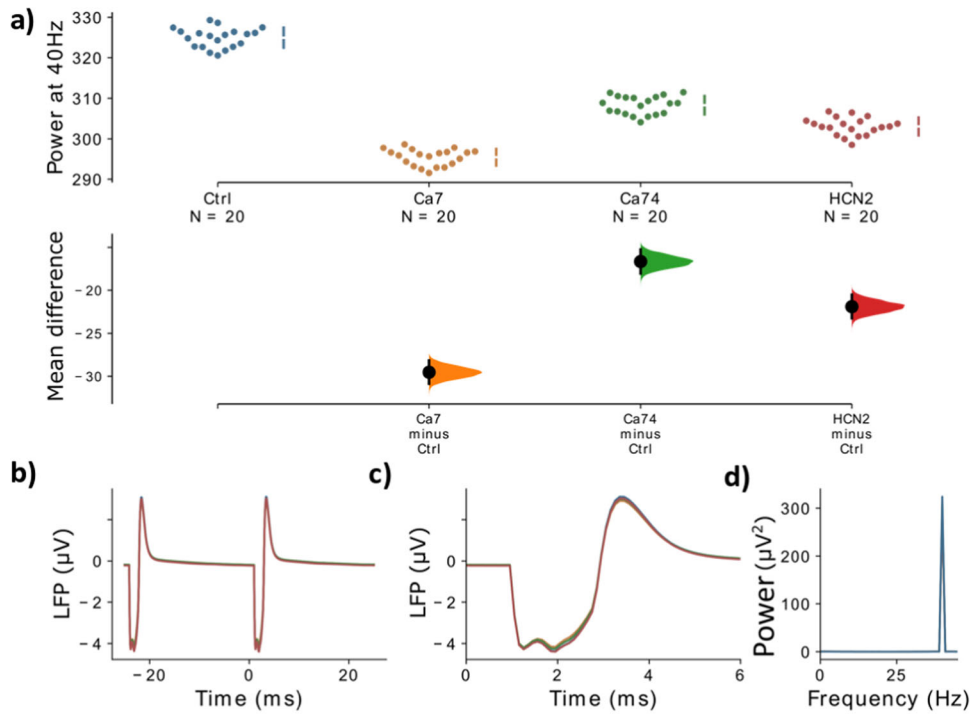 a)
Power at 40Hz
330
320
310
300
290
Ctrl
N = 20
Ca7
N = 20
Ca74
N = 20
HCN2
N = 20
Mean difference
−20
−25
−30
Ca7
minus
Ctrl
Ca74
minus
Ctrl
HCN2
minus
Ctrl
b)
LFP (µV)
0
−2
−4
−20
0
20
Time (ms)
c)
LFP (µV)
0
−2
−4
0
2
4
6
Time (ms)
d)
Power (µV²)
300
200
100
0
0
25
Frequency (Hz)